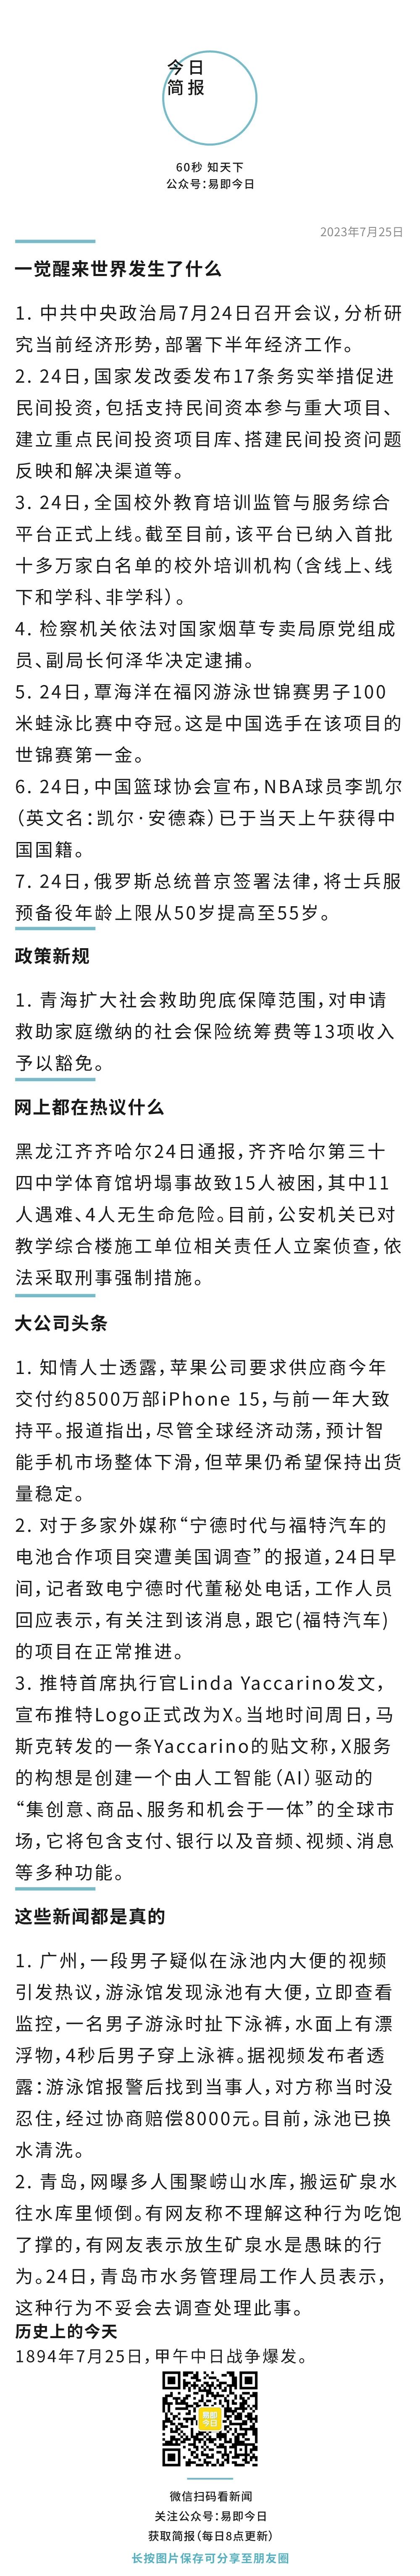 今日
简报
60秒 知天下
公众号：易即今日
2023年7月25日
一觉醒来世界发生了什么
1. 中共中央政治局7月24日召开会议，分析研
究当前经济形势，部署下半年经济工作。
2. 24日，国家发改委发布17条务实举措促进
民间投资，包括支持民间资本参与重大项目、
建立重点民间投资项目库、搭建民间投资问题
反映和解决渠道等。
3. 24日，全国校外教育培训监管与服务综合
平台正式上线。截至目前，该平台已纳入首批
十多万家白名单的校外培训机构（含线上、线
下和学科、非学科）。
4. 检察机关依法对国家烟草专卖局原党组成
员、副局长何泽华决定逮捕。
5. 24日，覃海洋在福冈游泳世锦赛男子100
米蛙泳比赛中夺冠。这是中国选手在该项目的
世锦赛第一金。
6. 24日，中国篮球协会宣布，NBA球员李凯尔
（英文名：凯尔·安德森）已于当天上午获得中
国国籍。
7. 24日，俄罗斯总统普京签署法律，将士兵服
预备役年龄上限从50岁提高至55岁。
政策新规
1. 青海扩大社会救助兜底保障范围，对申请
救助家庭缴纳的社会保险统筹费等13项收入
予以豁免。
网上都在热议什么
黑龙江齐齐哈尔24日通报，齐齐哈尔第三十
四中学体育馆坍塌事故致15人被困，其中11
人遇难、4人无生命危险。目前，公安机关已对
教学综合楼施工单位相关责任人立案侦查，依
法采取刑事强制措施。
大公司头条
1. 知情人士透露，苹果公司要求供应商今年
交付约8500万部iPhone 15，与前一年大致
持平。报道指出，尽管全球经济动荡，预计智
能手机市场整体下滑，但苹果仍希望保持出货
量稳定。
2. 对于多家外媒称“宁德时代与福特汽车的
电池合作项目突遭美国调查”的报道，24日早
间，记者致电宁德时代董秘处电话，工作人员
回应表示，有关注到该消息，跟它(福特汽车)
的项目在正常推进。
3. 推特首席执行官Linda Yaccarino发文，
宣布推特Logo正式改为X。当地时间周日，马
斯克转发的一条Yaccarino的贴文称，X服务
的构想是创建一个由人工智能（AI）驱动的
“集创意、商品、服务和机会于一体”的全球市
场，它将包含支付、银行以及音频、视频、消息
等多种功能。
这些新闻都是真的
1. 广州，一段男子疑似在泳池内大便的视频
引发热议，游泳馆发现泳池有大便，立即查看
监控，一名男子游泳时扯下泳裤，水面上有漂
浮物，4秒后男子穿上泳裤。据视频发布者透
露：游泳馆报警后找到当事人，对方称当时没
忍住，经过协商赔偿8000元。目前，泳池已换
水清洗。
2. 青岛，网曝多人围聚崂山水库，搬运矿泉水
往水库里倾倒。有网友称不理解这种行为吃饱
了撑的，有网友表示放生矿泉水是愚昧的行
为。24日，青岛市水务管理局工作人员表示，
这种行为不妥会去调查处理此事。
历史上的今天
1894年7月25日，甲午中日战争爆发。
易即
今日
微信扫码看新闻
关注公众号：易即今日
获取简报（每日8点更新）
长按图片保存可分享至朋友圈